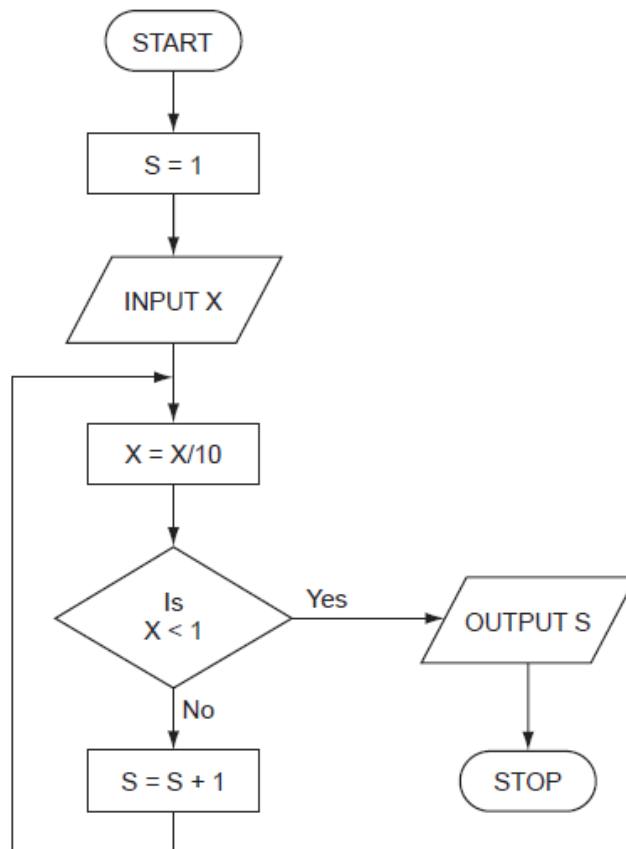 START
S = 1
INPUT X
X = X/10
Is
X < 1
Yes
OUTPUT S
No
S = S + 1
STOP